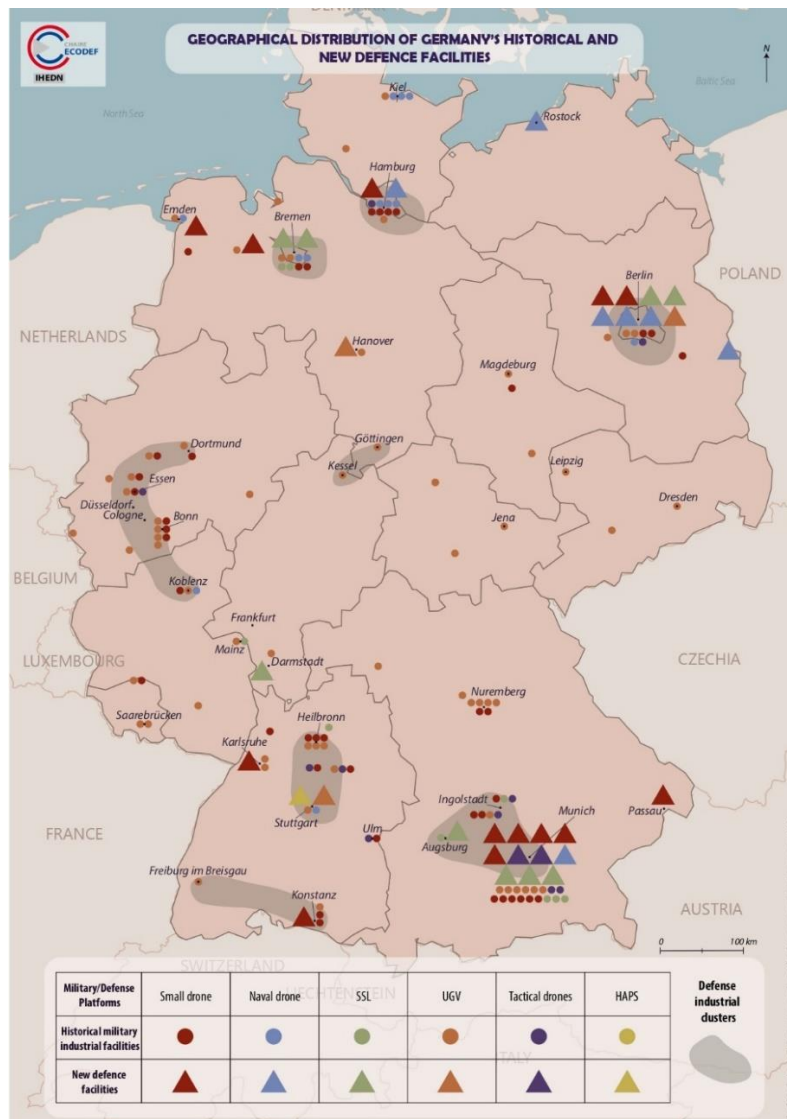 DENMARK
CHAIRE
ECODEF
IHEDN
GEOGRAPHICAL DISTRIBUTION OF GERMANY'S HISTORICAL AND
NEW DEFENCE FACILITIES
N
North Sea
Baltic Sea
Kiel
Rostock
Hamburg
Emden
Bremen
Berlin
POLAND
NETHERLANDS
Hanover
Magdeburg
Dortmund
Göttingen
Essen
Kessel
Leipzig
Düsseldorf
Cologne
Bonn
Dresden
Jena
BELGIUM
Koblenz
Frankfurt
Mainz
Darmstadt
LUXEMBOURG
CZECHIA
Nuremberg
Saarebrücken
Heilbronn
Karlsruhe
Ingolstadt
Munich
Passau
Stuttgart
FRANCE
Ulm
Augsburg
Freiburg im Breisgau
Konstanz
AUSTRIA
0 100 km
SWITZERLAND
LIECHTENSTEIN
ITALY
Military/Defense
Platforms
Small drone
Naval drone
SSL
UGV
Tactical drones
HAPS
Defense
industrial
clusters
Historical military
industrial facilities
New defence
facilities